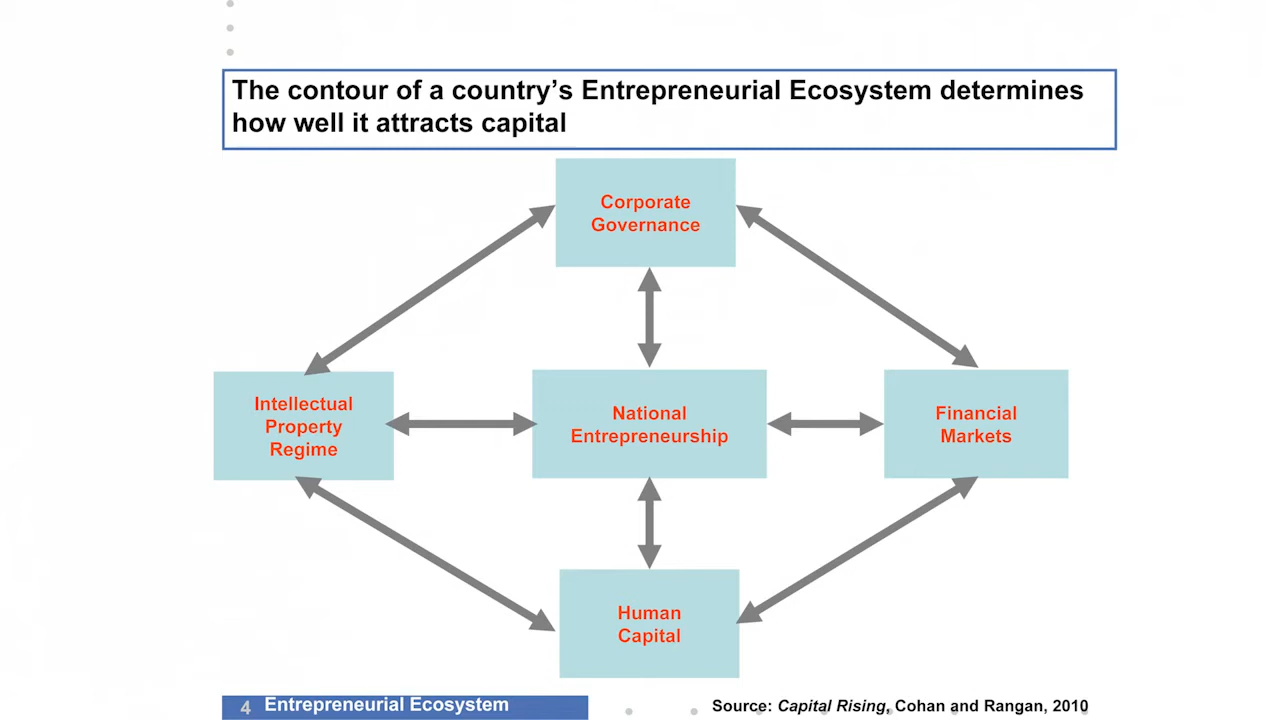 The contour of a country’s Entrepreneurial Ecosystem determines
how well it attracts capital
Corporate
Governance
Intellectual
Property
Regime
National
Entrepreneurship
Financial
Markets
Human
Capital
4 Entrepreneurial Ecosystem
Source: Capital Rising, Cohan and Rangan, 2010